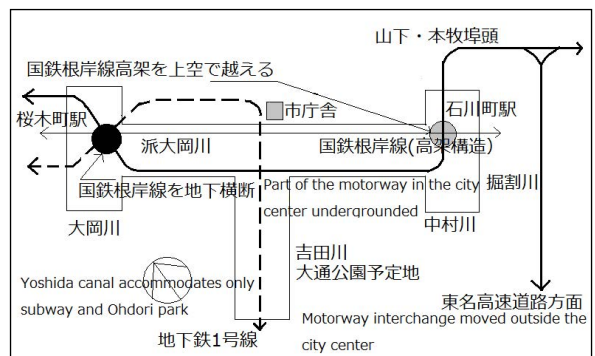 山下・本牧埠頭
国鉄根岸線高架を上空で越える
市庁舎
石川町駅
桜木町駅
派大岡川
国鉄根岸線(高架構造)
国鉄根岸線を地下横断
Part of the motorway in the city
center undergrounded
掘割川
大岡川
中村川
吉田川
大通公園予定地
Yoshida canal accommodates only
subway and Ohdori park
東名高速道路方面
地下鉄1号線
Motorway interchange moved outside the
city center